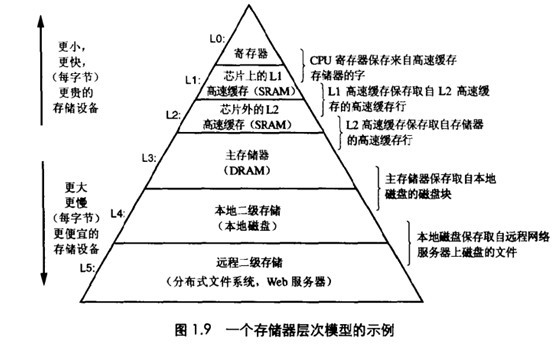 更小，
更快，
（每字节）
更贵的
存储设备
更大
更慢
（每字节）
更便宜的
存储设备
L0:
寄存器
L1:
芯片上的L1
高速缓存（SRAM）
L2:
芯片外的L2
高速缓存（SRAM）
L3:
主存储器
（DRAM）
L4:
本地二级存储
（本地磁盘）
L5:
远程二级存储
（分布式文件系统，Web 服务器）
CPU 寄存器保存来自高速缓存
存储器的字
L1 高速缓存保存取自 L2 高速缓
存的高速缓存行
L2 高速缓存保存取自存储器
的高速缓存行
主存储器保存取自本地
磁盘的磁盘块
本地磁盘保存取自远程网络
服务器上磁盘的文件
图 1.9 一个存储器层次模型的示例